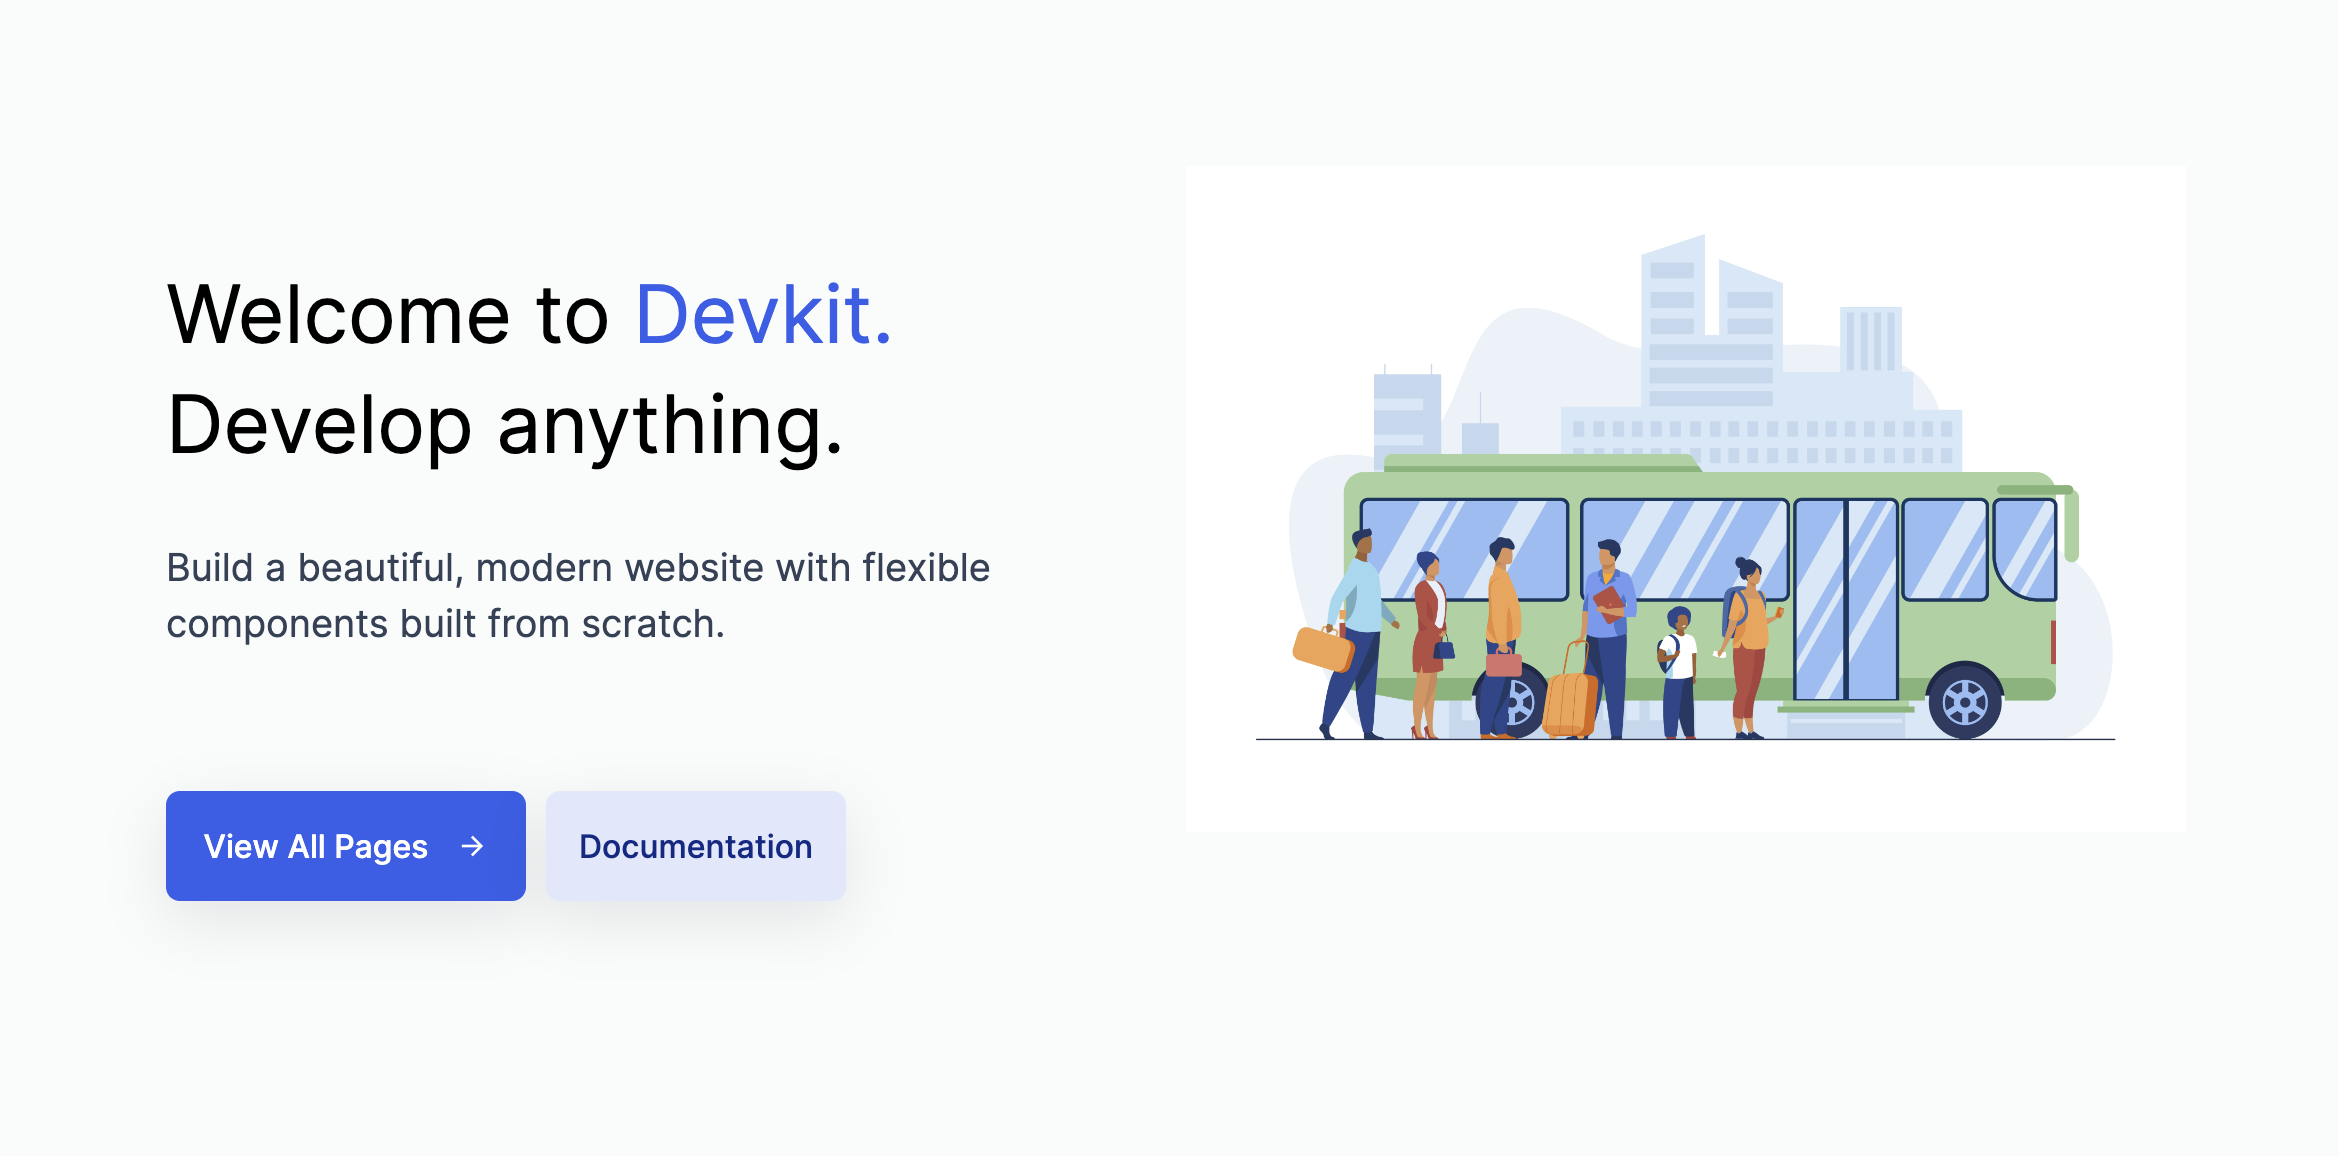 Welcome to Devkit.
Develop anything.
Build a beautiful, modern website with flexible
components built from scratch.
View All Pages →
Documentation